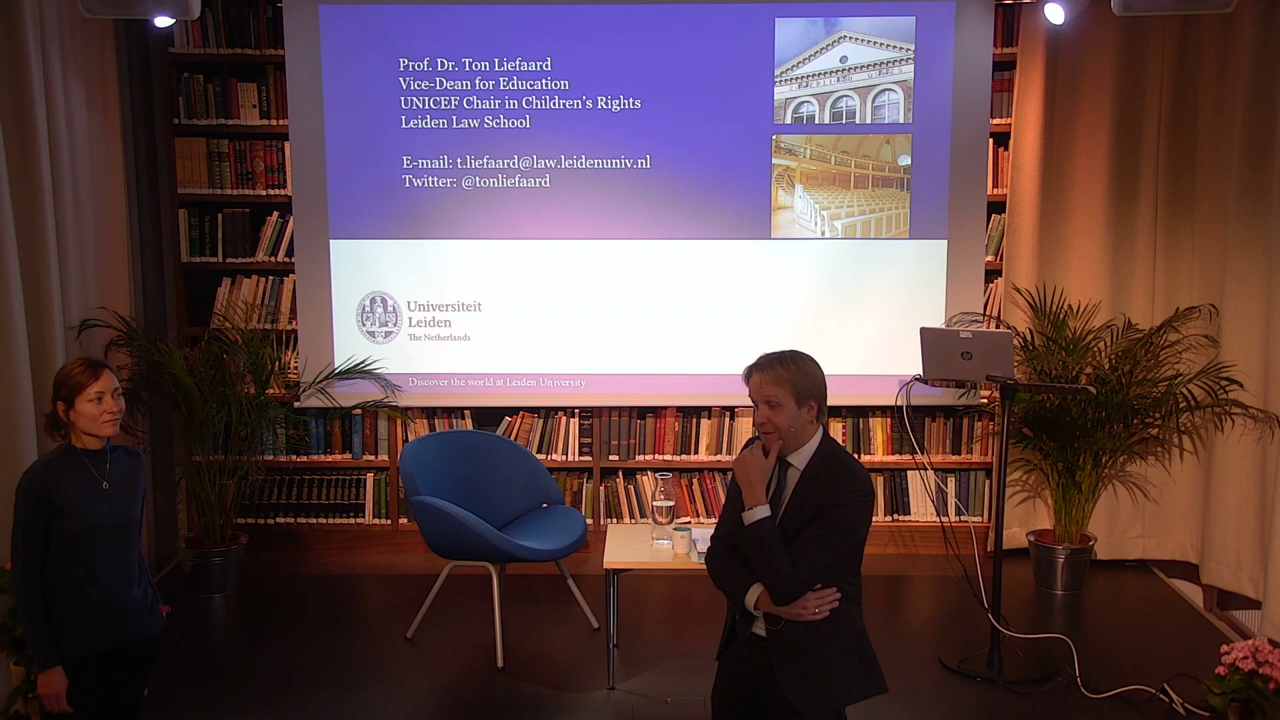 Prof. Dr. Ton Liefaard
Vice-Dean for Education
UNICEF Chair in Children's Rights
Leiden Law School
E-mail: t.liefaard@law.leidenuniv.nl
Twitter: @tonliefaard
Universiteit
Leiden
The Netherlands
Discover the world at Leiden University
hp